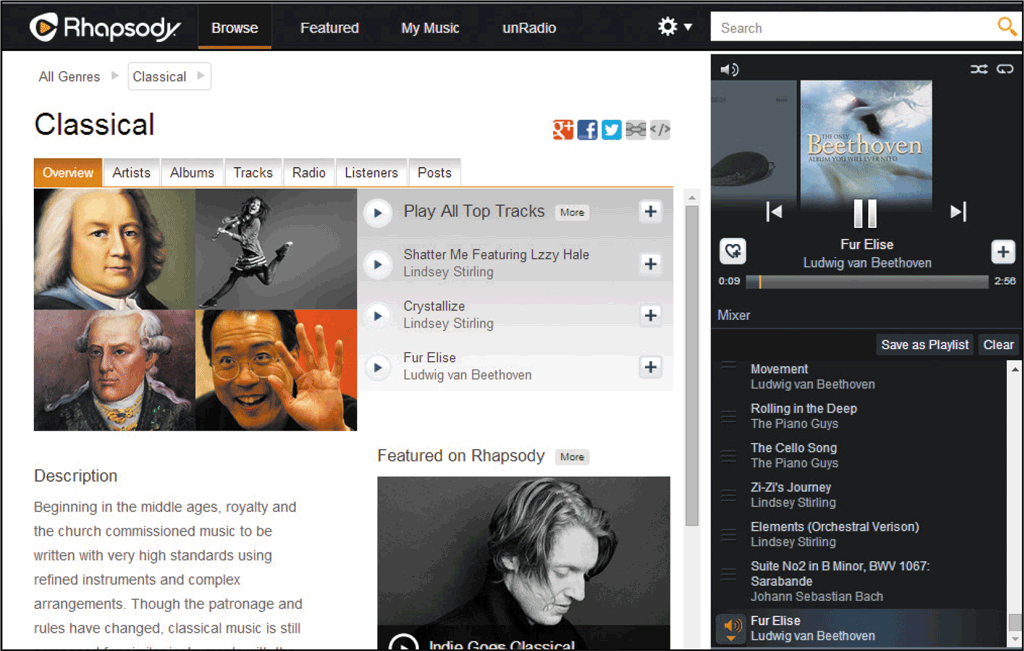 Rhapsody
Browse
Featured
My Music
unRadio
Search
All Genres
Classical
Classical
Overview
Artists
Albums
Tracks
Radio
Listeners
Posts
Play All Top Tracks More
Shatter Me Featuring Lzzy Hale
Lindsey Stirling
Crystallize
Lindsey Stirling
Fur Elise
Ludwig van Beethoven
Description
Beginning in the middle ages, royalty and
the church commissioned music to be
written with very high standards using
refined instruments and complex
arrangements. Though the patronage and
rules have changed, classical music is still
Featured on Rhapsody More
Indie Goes Classical
THE ONLY
Beethoven
ALBUM YOU WILL EVER NEED
Fur Elise
Ludwig van Beethoven
0:09
2:56
Mixer
Save as Playlist
Clear
Movement
Ludwig van Beethoven
Rolling in the Deep
The Piano Guys
The Cello Song
The Piano Guys
Zi-Zi's Journey
Lindsey Stirling
Elements (Orchestral Verison)
Lindsey Stirling
Suite No2 in B Minor, BWV 1067:
Sarabande
Johann Sebastian Bach
Fur Elise
Ludwig van Beethoven